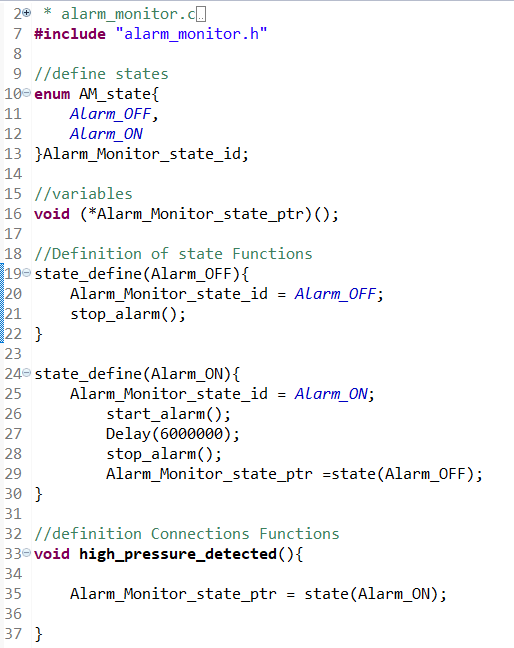 2 * alarm_monitor.c
7 #include "alarm_monitor.h"
8
9 //define states
10 enum AM_state{
11     Alarm_OFF,
12     Alarm_ON
13 }Alarm_Monitor_state_id;
14
15 //variables
16 void (*Alarm_Monitor_state_ptr)();
17
18 //Definition of state Functions
19 state_define(Alarm_OFF){
20     Alarm_Monitor_state_id = Alarm_OFF;
21     stop_alarm();
22 }
23
24 state_define(Alarm_ON){
25     Alarm_Monitor_state_id = Alarm_ON;
26         start_alarm();
27         Delay(6000000);
28         stop_alarm();
29         Alarm_Monitor_state_ptr =state(Alarm_OFF);
30 }
31
32 //definition Connections Functions
33 void high_pressure_detected(){
34
35     Alarm_Monitor_state_ptr = state(Alarm_ON);
36
37 }